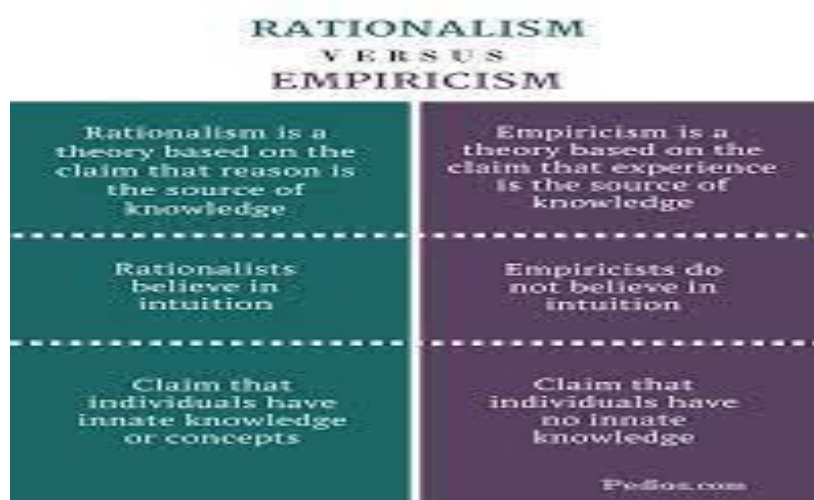 RATIONALISM
VERSUS
EMPIRICISM
Rationalism is a
theory based on the
claim that reason is
the source of
knowledge
Empiricism is a
theory based on the
claim that experience
is the source of
knowledge
Rationalists
believe in
intuition
Empiricists do
not believe in
intuition
Claim that
individuals have
innate knowledge
or concepts
Claim that
individuals have
no innate
knowledge